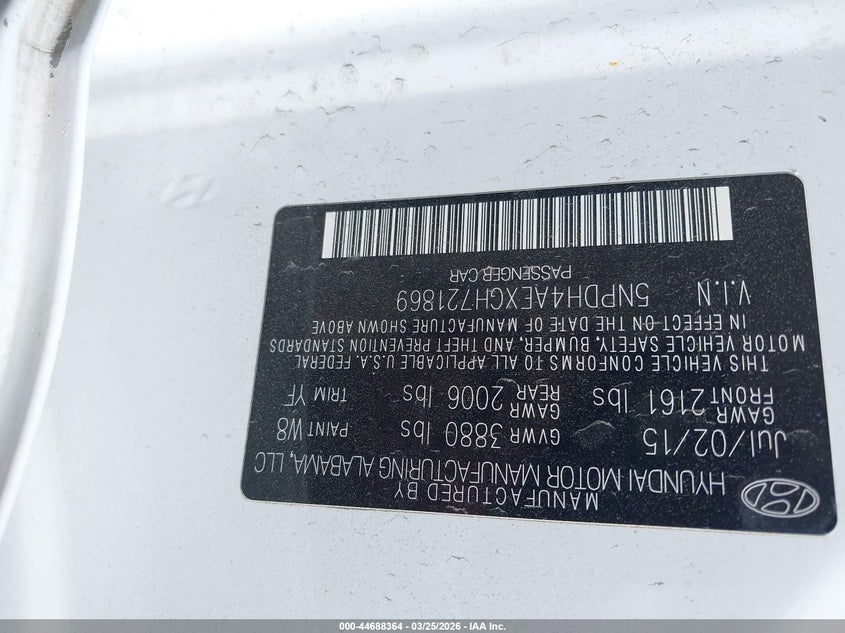 MANUFACTURED BY
HYUNDAI MOTOR MANUFACTURING ALABAMA, LLC
Jul/02/15 GVWR 3880 lbs PAINT W8
GAWR FRONT 2161 lbs GAWR REAR 2006 lbs TRIM YF
THIS VEHICLE CONFORMS TO ALL APPLICABLE U.S.A. FEDERAL
MOTOR VEHICLE SAFETY, BUMPER, AND THEFT PREVENTION STANDARDS
IN EFFECT ON THE DATE OF MANUFACTURE SHOWN ABOVE
V.I.N 5NPDH4AEXGH721869
PASSENGER CAR
000-44688364 - 03/25/2026 - IAA Inc.